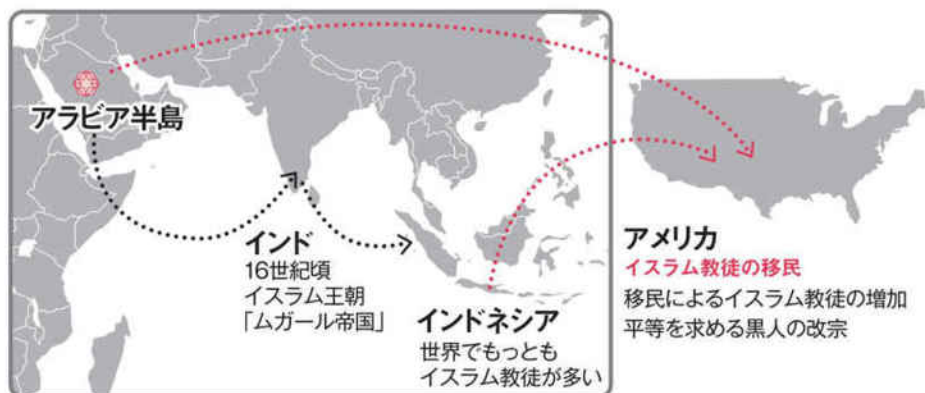 アラビア半島
インド
16世紀頃
イスラム王朝
「ムガール帝国」
インドネシア
世界でもっとも
イスラム教徒が多い
アメリカ
イスラム教徒の移民
移民によるイスラム教徒の増加
平等を求める黒人の改宗